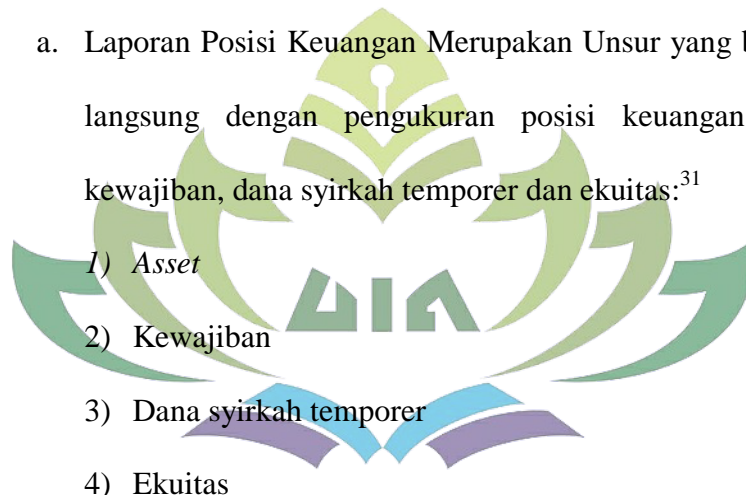 a. Laporan Posisi Keuangan Merupakan Unsur yang
langsung dengan pengukuran posisi keuangan
kewajiban, dana syirkah temporer dan ekuitas:31
1) Asset
UIN
2) Kewajiban
3) Dana syirkah temporer
4) Ekuitas